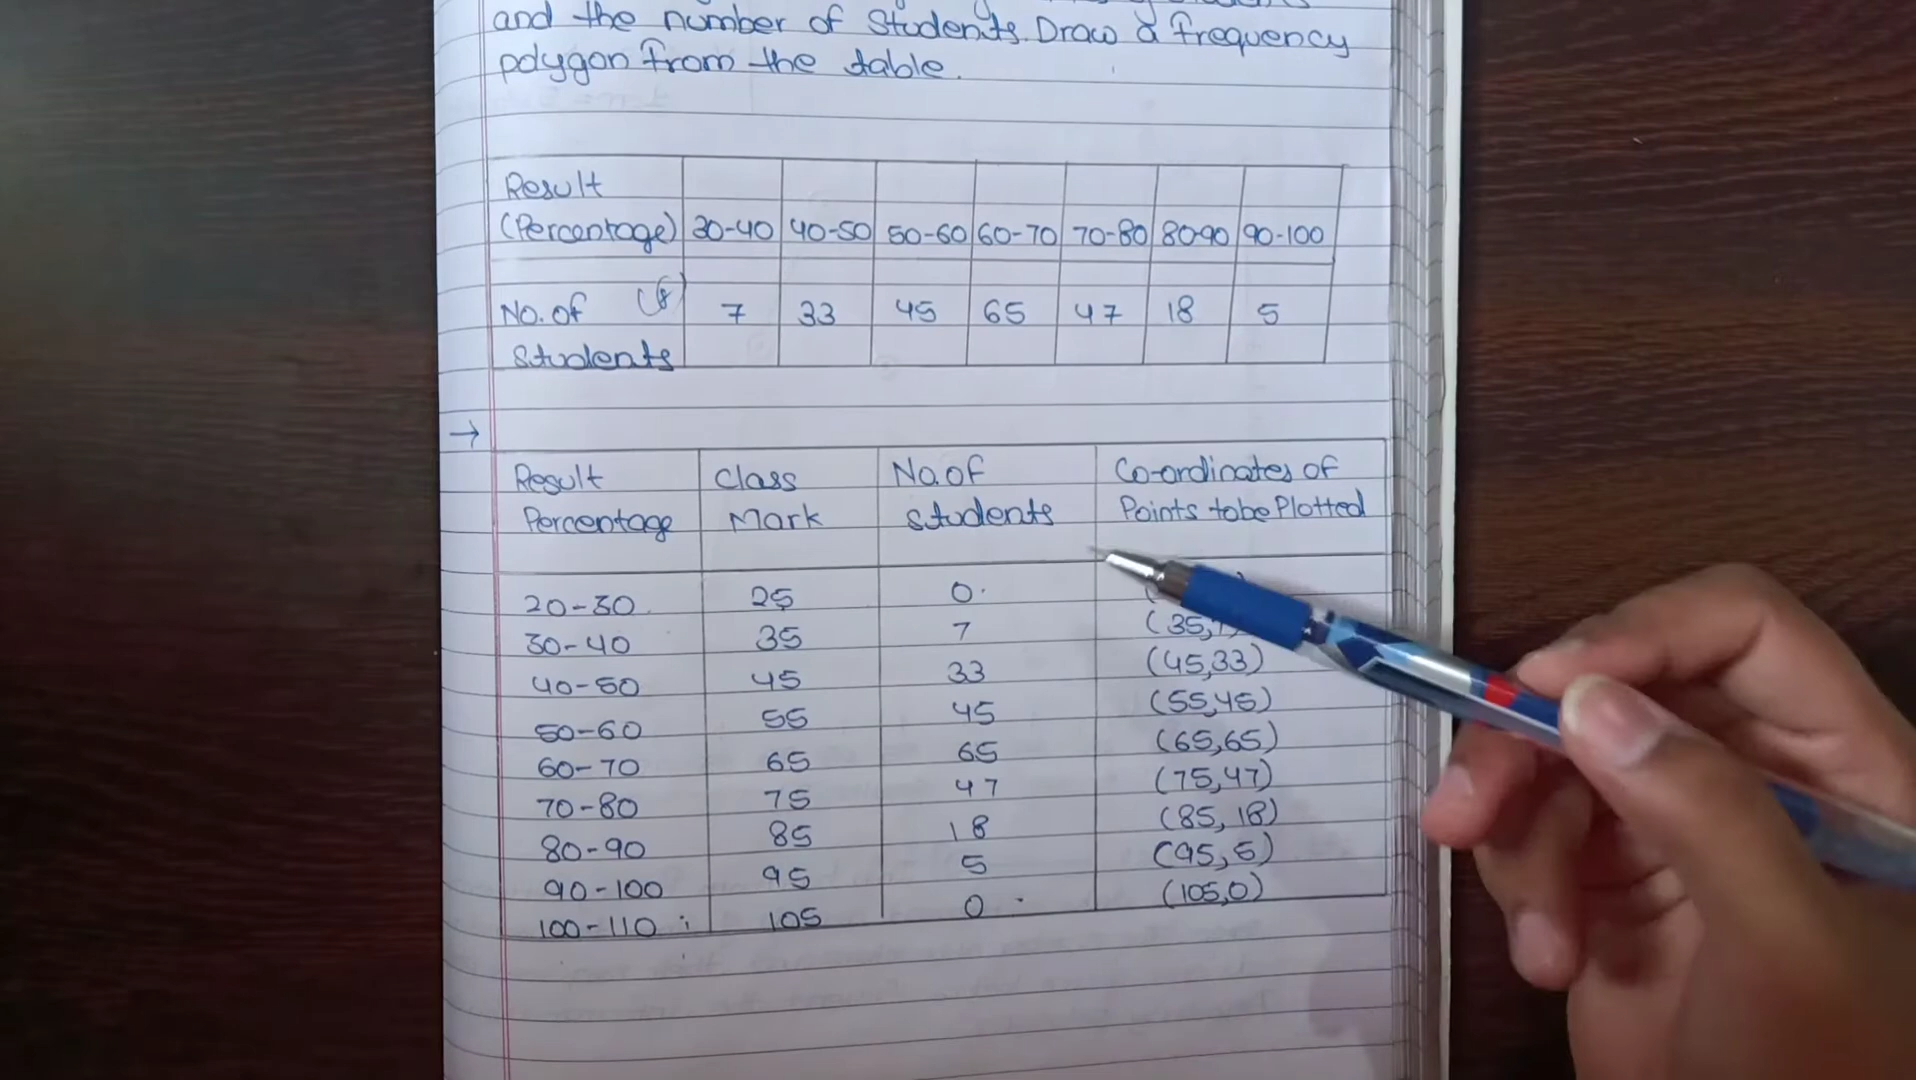 and the number of Students. Draw a frequency
polygon from the table.
Result
(Percentage) 30-40 40-50 50-60 60-70 70-80 80-90 90-100
No. of (f) 7 33 45 65 47 18 5
Students
→
Result Class No. of Co-ordinates of
Percentage Mark Students Points to be Plotted
20-30 25 0
30-40 35 7 (35,
40-50 45 33 (45,33)
50-60 55 45 (55,45)
60-70 65 65 (65,65)
70-80 75 47 (75,47)
80-90 85 18 (85, 18)
90-100 95 5 (95, 5)
100-110 105 0 (105,0)